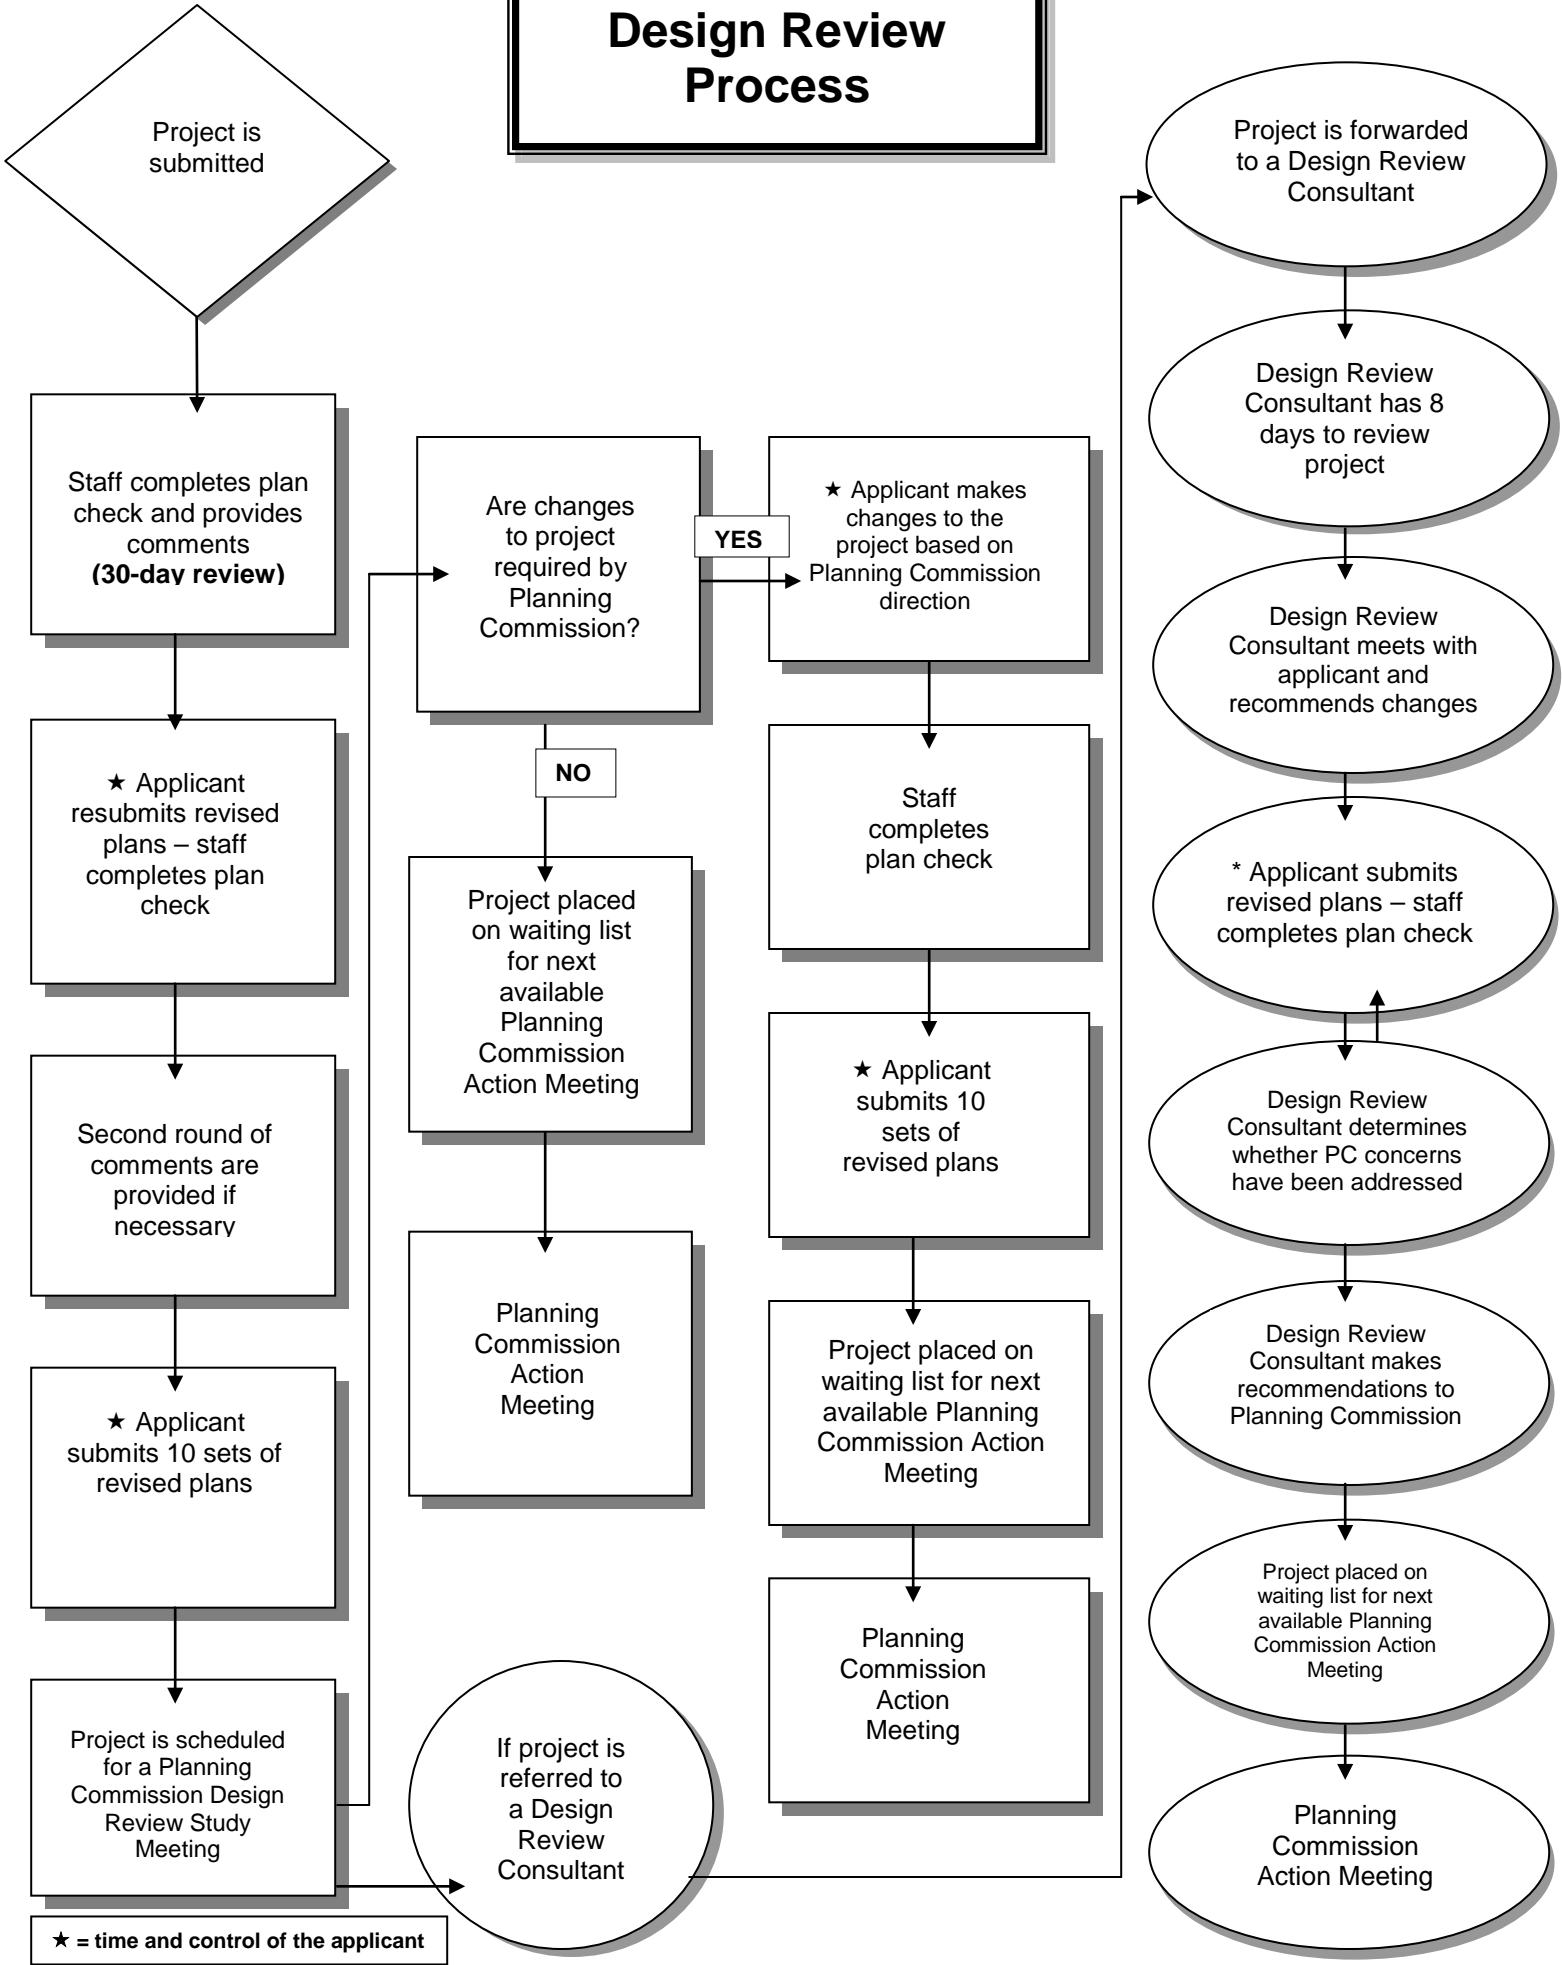 Design Review
Process
Project is
submitted
Staff completes plan
check and provides
comments
(30-day review)
★ Applicant
resubmits revised
plans – staff
completes plan
check
Second round of
comments are
provided if
necessary
★ Applicant
submits 10 sets of
revised plans
Project is scheduled
for a Planning
Commission Design
Review Study
Meeting
★ = time and control of the applicant
Are changes
to project
required by
Planning
Commission?
YES
NO
Project placed
on waiting list
for next
available
Planning
Commission
Action Meeting
Planning
Commission
Action
Meeting
If project is
referred to
a Design
Review
Consultant
★ Applicant makes
changes to the
project based on
Planning Commission
direction
Staff
completes
plan check
★ Applicant
submits 10
sets of
revised plans
Project placed on
waiting list for next
available Planning
Commission Action
Meeting
Planning
Commission
Action
Meeting
Project is forwarded
to a Design Review
Consultant
Design Review
Consultant has 8
days to review
project
Design Review
Consultant meets with
applicant and
recommends changes
* Applicant submits
revised plans – staff
completes plan check
Design Review
Consultant determines
whether PC concerns
have been addressed
Design Review
Consultant makes
recommendations to
Planning Commission
Project placed on
waiting list for next
available Planning
Commission Action
Meeting
Planning
Commission
Action Meeting